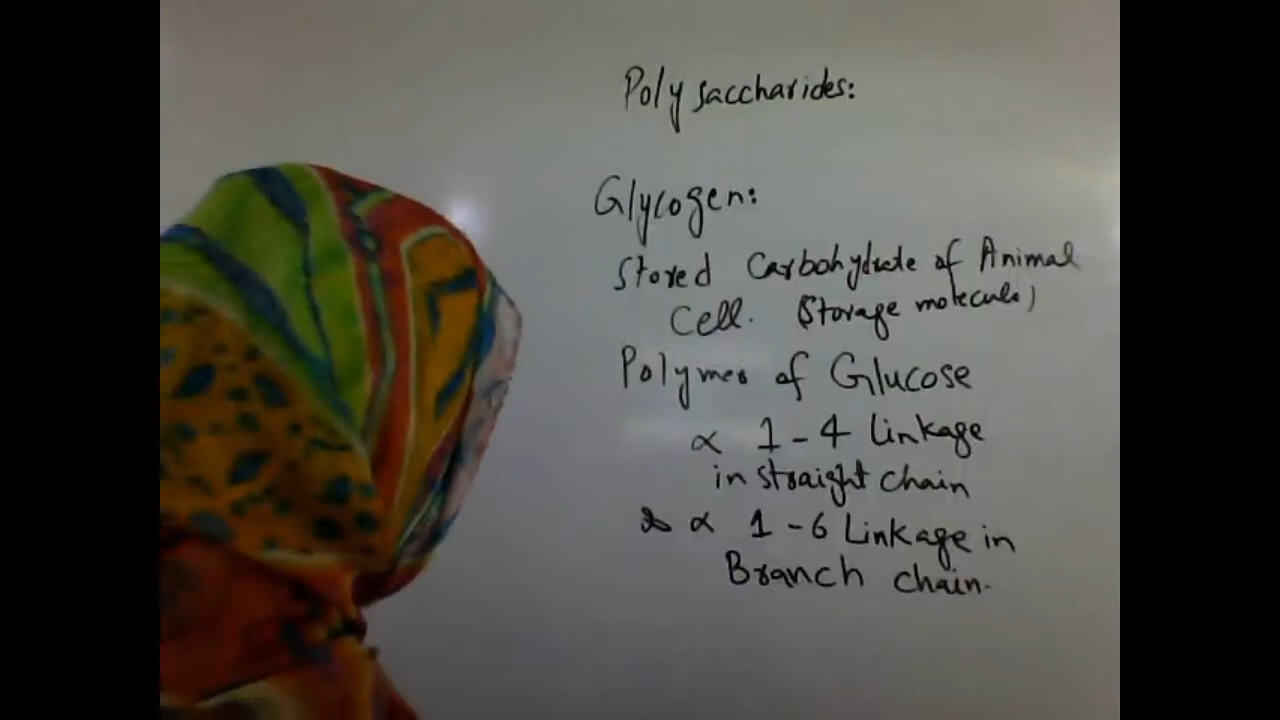 Polysaccharides:
Glycogen:
Stored Carbohydrate of Animal
Cell. (Storage molecule)
Polymer of Glucose
∝ 1-4 Linkage
in straight chain
& ∝ 1-6 Linkage in
Branch chain.